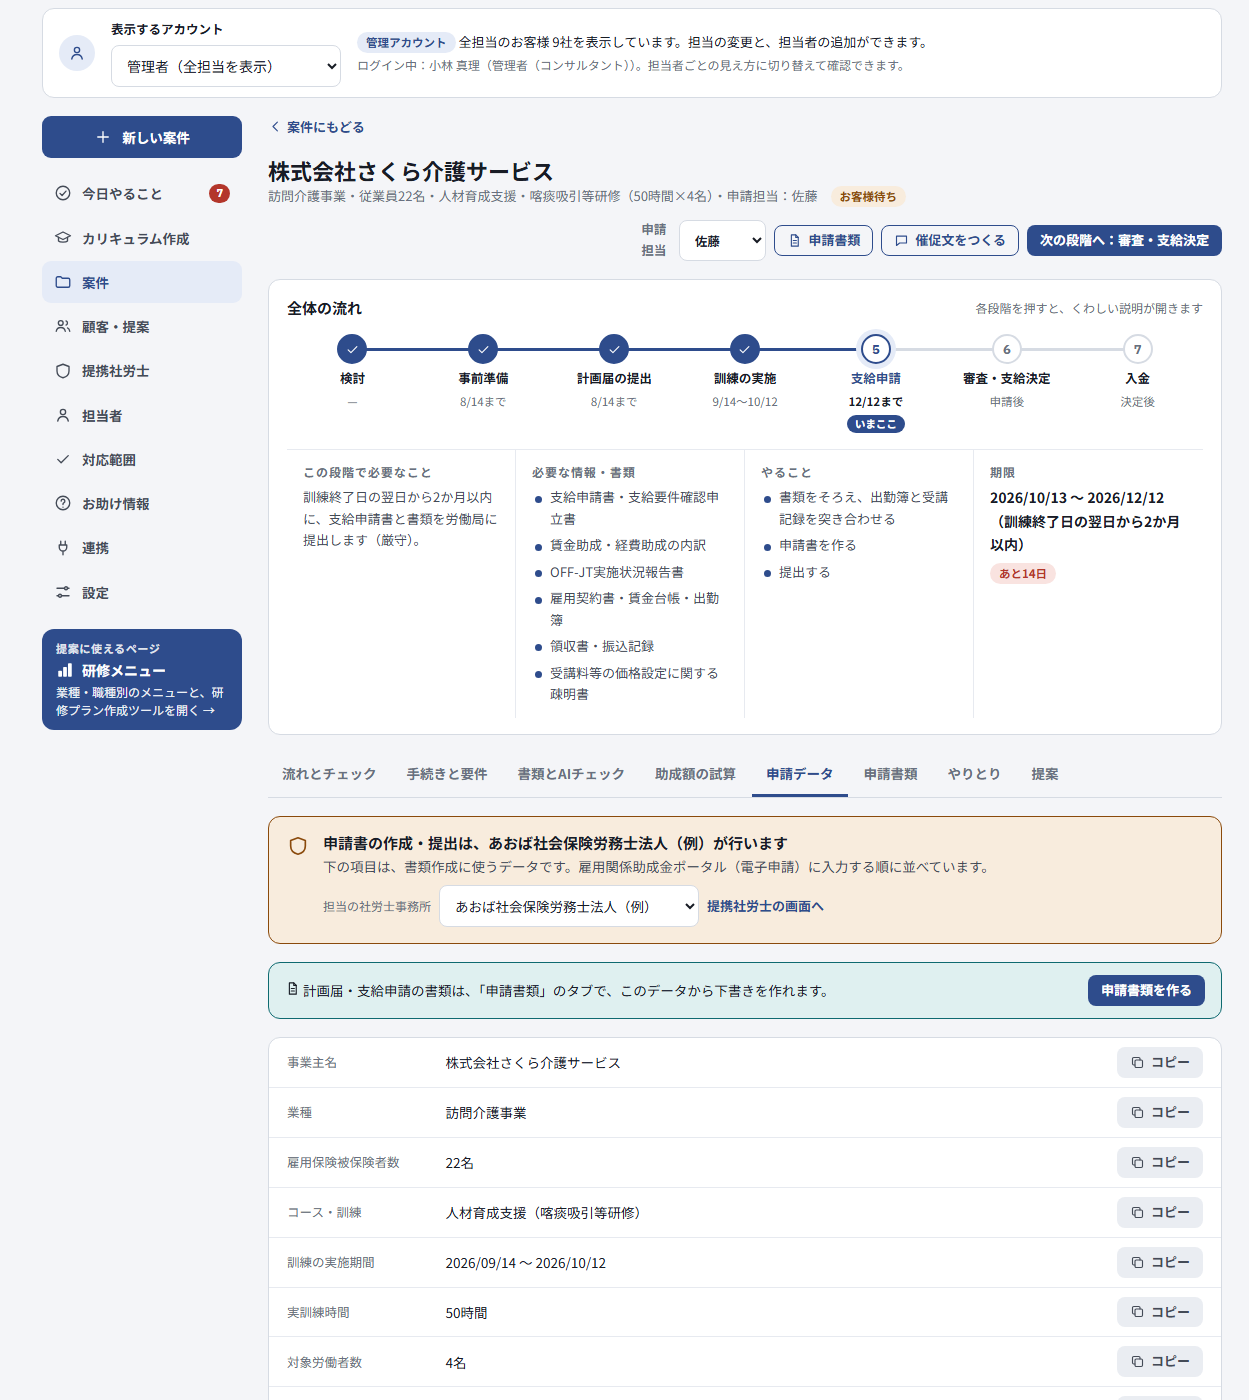 表示するアカウント
管理者（全担当を表示）
管理アカウント 全担当のお客様 9社を表示しています。担当の変更と、担当者の追加ができます。
ログイン中：小林 真理（管理者（コンサルタント））。担当者ごとの見え方に切り替えて確認できます。
新しい案件
今日やること 7
カリキュラム作成
案件
顧客・提案
提携社労士
担当者
対応範囲
お助け情報
連携
設定
提案に使えるページ
研修メニュー
業種・職種別のメニューと、研
修プラン作成ツールを開く →
案件にもどる
株式会社さくら介護サービス
訪問介護事業・従業員22名・人材育成支援・喀痰吸引等研修（50時間×4名）・申請担当：佐藤 お客様待ち
申請
担当
佐藤
申請書類
催促文をつくる
次の段階へ：審査・支給決定
全体の流れ
各段階を押すと、くわしい説明が開きます
5 6 7
検討 事前準備 計画届の提出 訓練の実施 支給申請 審査・支給決定 入金
— 8/14まで 8/14まで 9/14〜10/12 12/12まで 申請後 決定後
いまここ
この段階で必要なこと
訓練終了日の翌日から2か月以内
に、支給申請書と書類を労働局に
提出します（厳守）。
必要な情報・書類
支給申請書・支給要件確認申
立書
賃金助成・経費助成の内訳
OFF-JT実施状況報告書
雇用契約書・賃金台帳・出勤
簿
領収書・振込記録
受講料等の価格設定に関する
疎明書
やること
書類をそろえ、出勤簿と受講
記録を突き合わせる
申請書を作る
提出する
期限
2026/10/13 〜 2026/12/12
（訓練終了日の翌日から2か月
以内）
あと14日
流れとチェック 手続きと要件 書類とAIチェック 助成額の試算 申請データ 申請書類 やりとり 提案
申請書の作成・提出は、あおば社会保険労務士法人（例）が行います
下の項目は、書類作成に使うデータです。雇用関係助成金ポータル（電子申請）に入力する順に並べています。
担当の社労士事務所 あおば社会保険労務士法人（例） 提携社労士の画面へ
計画届・支給申請の書類は、「申請書類」のタブで、このデータから下書きを作れます。
申請書類を作る
事業主名 株式会社さくら介護サービス コピー
業種 訪問介護事業 コピー
雇用保険被保険者数 22名 コピー
コース・訓練 人材育成支援（喀痰吸引等研修） コピー
訓練の実施期間 2026/09/14 〜 2026/10/12 コピー
実訓練時間 50時間 コピー
対象労働者数 4名 コピー